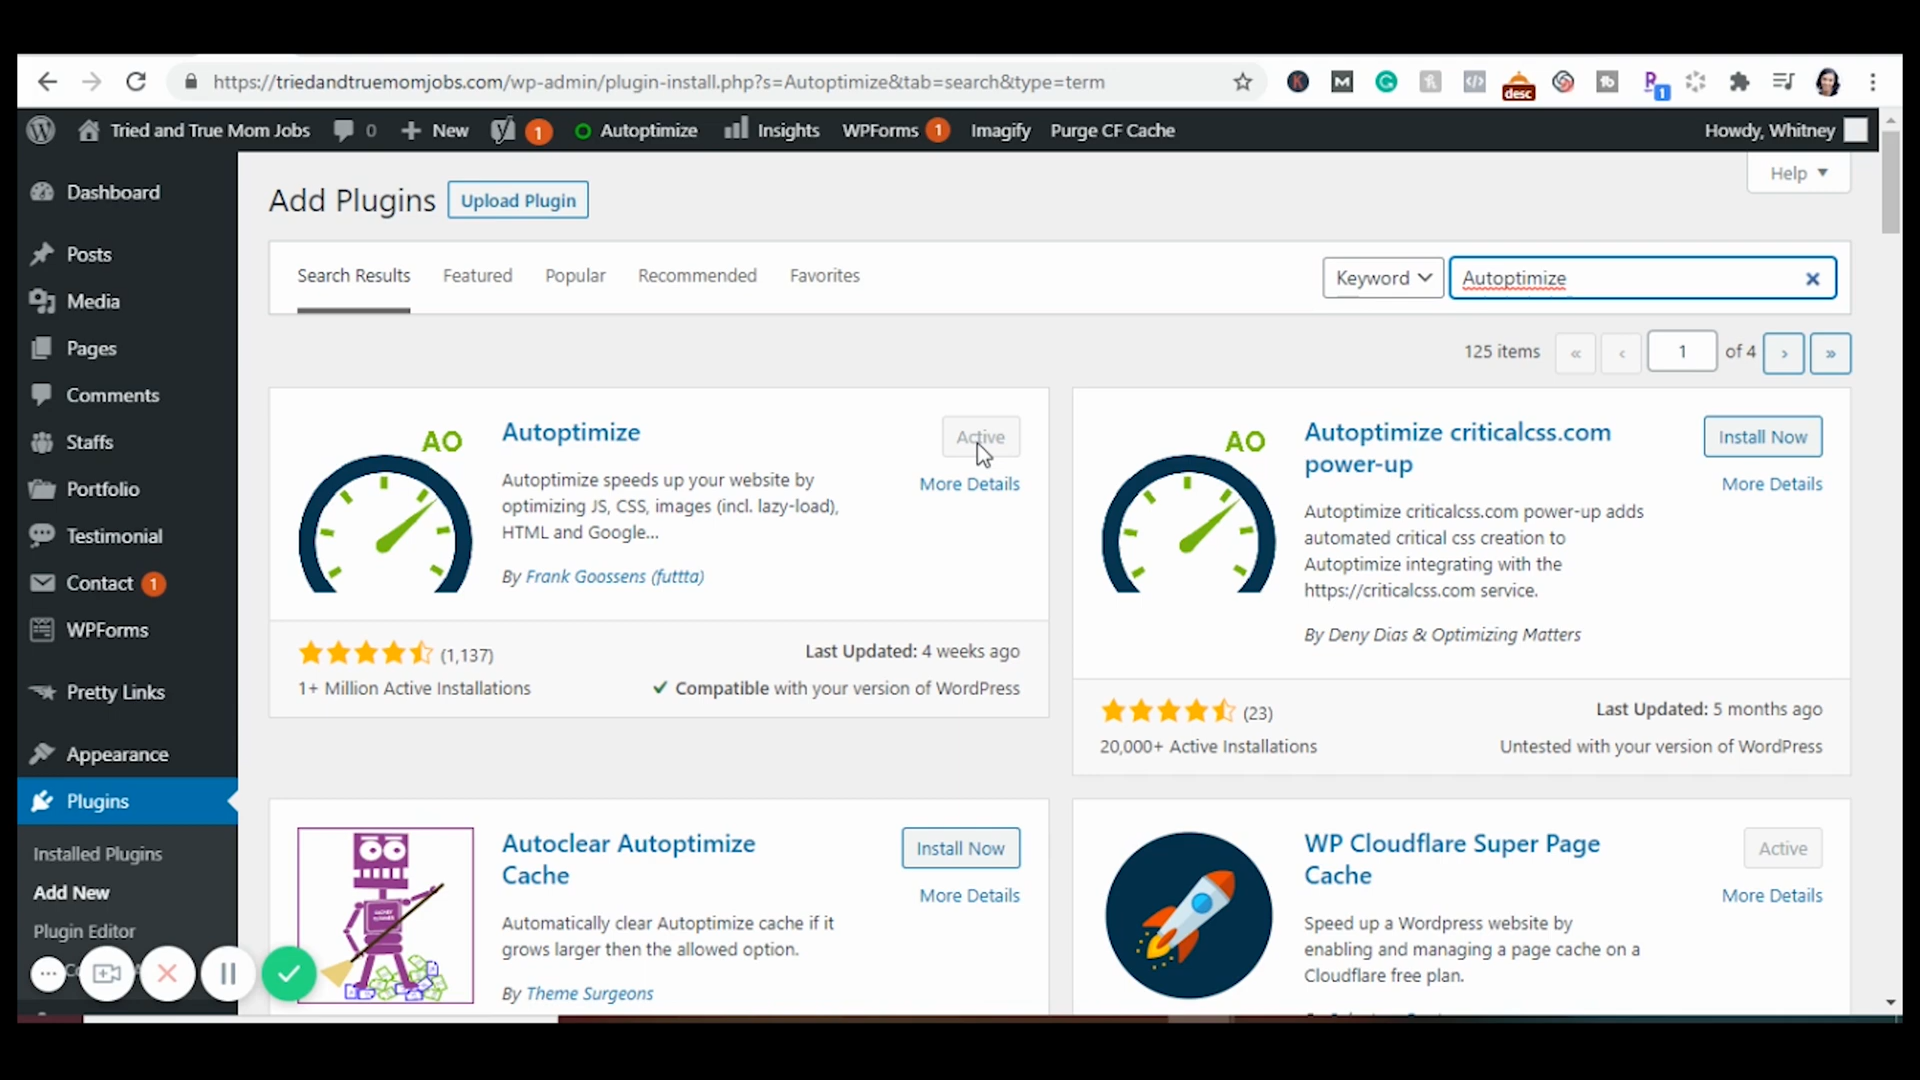 https://triedandtruemomjobs.com/wp-admin/plugin-install.php?s=Autoptimize&tab=search&type=term
desc
1
Tried and True Mom Jobs 0 New 1 Autoptimize Insights WPForms 1 Imagify Purge CF Cache Howdy, Whitney
Help
Dashboard
Posts
Media
Pages
Comments
Staffs
Portfolio
Testimonial
Contact 1
WPForms
Pretty Links
Appearance
Plugins
Installed Plugins
Add New
Plugin Editor
Add Plugins Upload Plugin
Search Results Featured Popular Recommended Favorites Keyword Autoptimize
125 items « ‹ 1 of 4 › »
AO
Autoptimize
Active
More Details
Autoptimize speeds up your website by
optimizing JS, CSS, images (incl. lazy-load),
HTML and Google...
By Frank Goossens (futtta)
(1,137)
Last Updated: 4 weeks ago
1+ Million Active Installations
Compatible with your version of WordPress
AO
Autoptimize criticalcss.com
power-up
Install Now
More Details
Autoptimize criticalcss.com power-up adds
automated critical css creation to
Autoptimize integrating with the
https://criticalcss.com service.
By Deny Dias & Optimizing Matters
(23)
Last Updated: 5 months ago
20,000+ Active Installations
Untested with your version of WordPress
Autoclear Autoptimize
Cache
Install Now
More Details
Automatically clear Autoptimize cache if it
grows larger then the allowed option.
By Theme Surgeons
WP Cloudflare Super Page
Cache
Active
More Details
Speed up a Wordpress website by
enabling and managing a page cache on a
Cloudflare free plan.